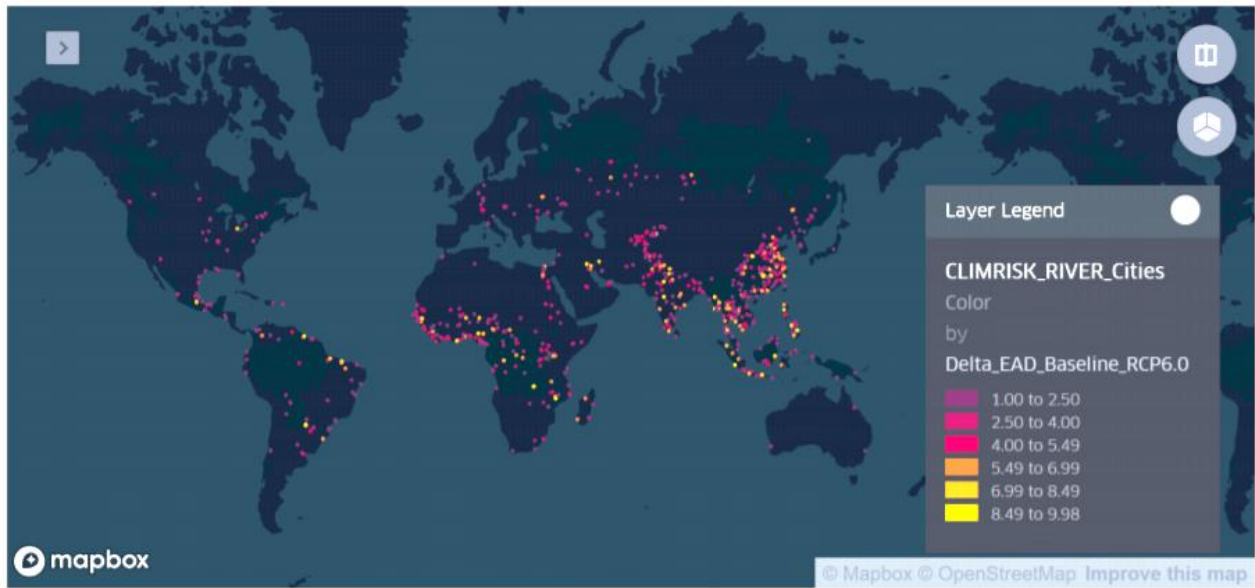 Layer Legend
CLIMRISK_RIVER_Cities
Color
by
Delta_EAD_Baseline_RCP6.0
1.00 to 2.50
2.50 to 4.00
4.00 to 5.49
5.49 to 6.99
6.99 to 8.49
8.49 to 9.98
mapbox
© Mapbox © OpenStreetMap Improve this map